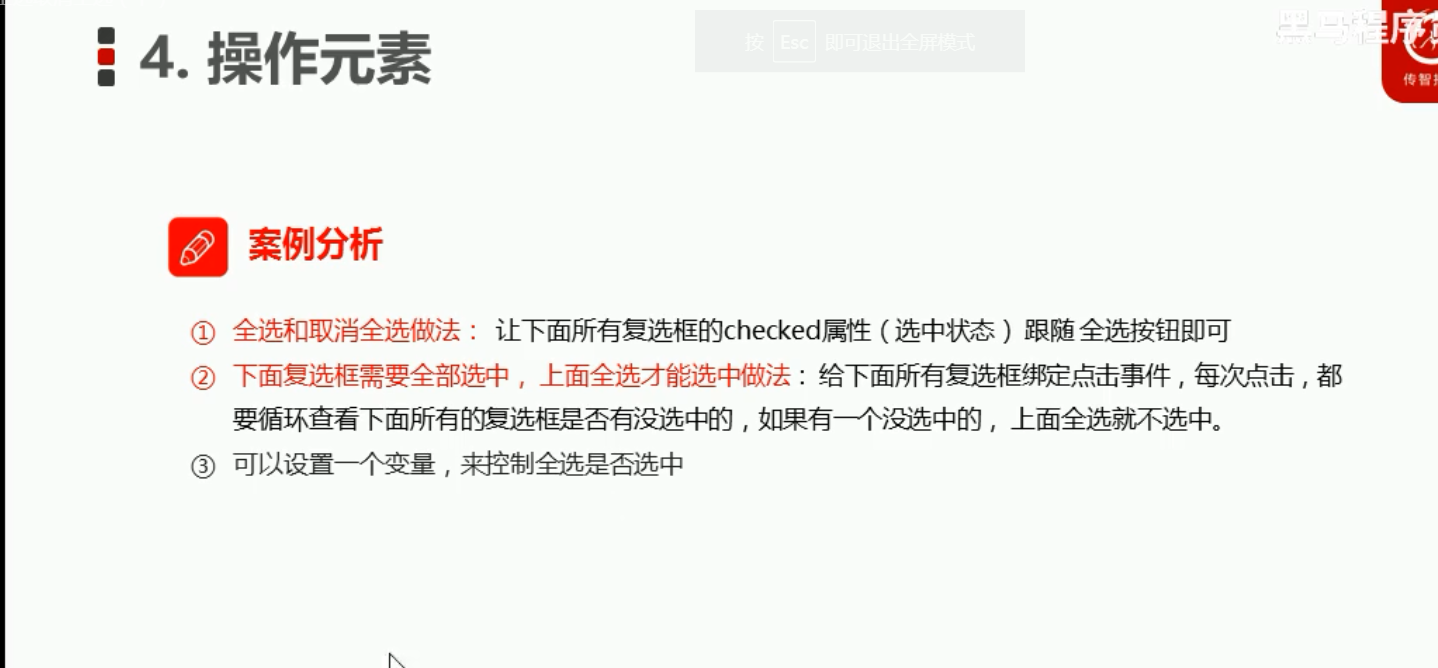 4. 操作元素
按 Esc 即可退出全屏模式
黑马程序
传智
案例分析
① 全选和取消全选做法： 让下面所有复选框的checked属性（选中状态）跟随 全选按钮即可
② 下面复选框需要全部选中，上面全选才能选中做法：给下面所有复选框绑定点击事件，每次点击，都
要循环查看下面所有的复选框是否有没选中的，如果有一个没选中的，上面全选就不选中。
③ 可以设置一个变量，来控制全选是否选中